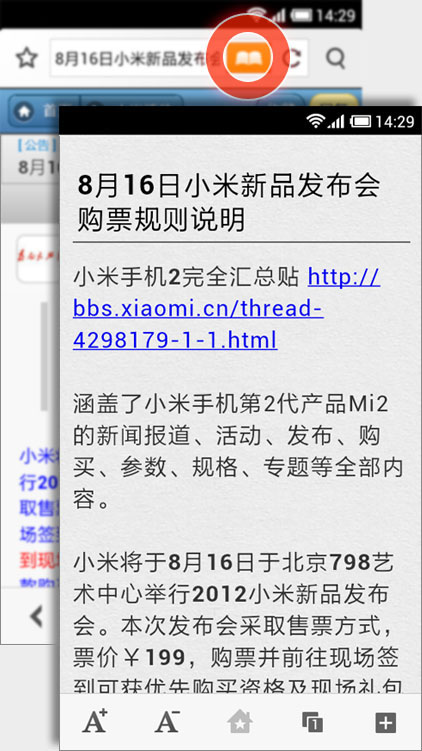 14:29
8月16日小米新品发布会
[公告]
8月1
14:29
8月16日小米新品发布会
购票规则说明
小米手机2完全汇总贴 http://
bbs.xiaomi.cn/thread-
4298179-1-1.html
涵盖了小米手机第2代产品Mi2
的新闻报道、活动、发布、购
买、参数、规格、专题等全部内
容。
小米将于8月16日于北京798艺
术中心举行2012小米新品发布
会。本次发布会采取售票方式，
票价￥199，购票并前往现场签
到可获优先购买资格及现场礼包
小米
行20
取售票
场签到
到现场
A+ A- 1